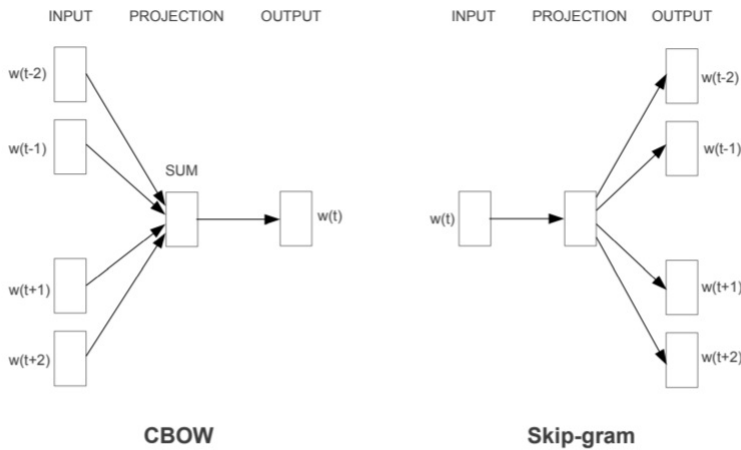 INPUT PROJECTION OUTPUT
w(t-2)
w(t-1)
SUM
w(t)
w(t+1)
w(t+2)
CBOW
INPUT PROJECTION OUTPUT
w(t-2)
w(t-1)
w(t)
w(t+1)
w(t+2)
Skip-gram